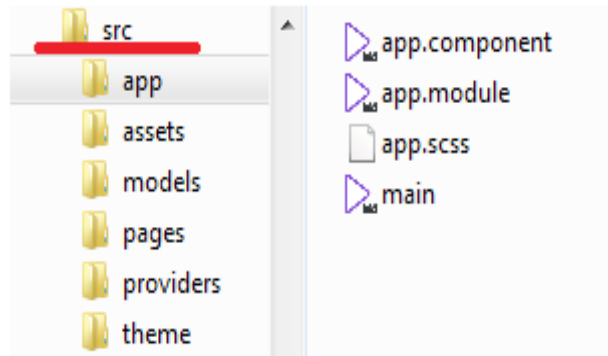 src
app
assets
models
pages
providers
theme
app.component
app.module
app.scss
main